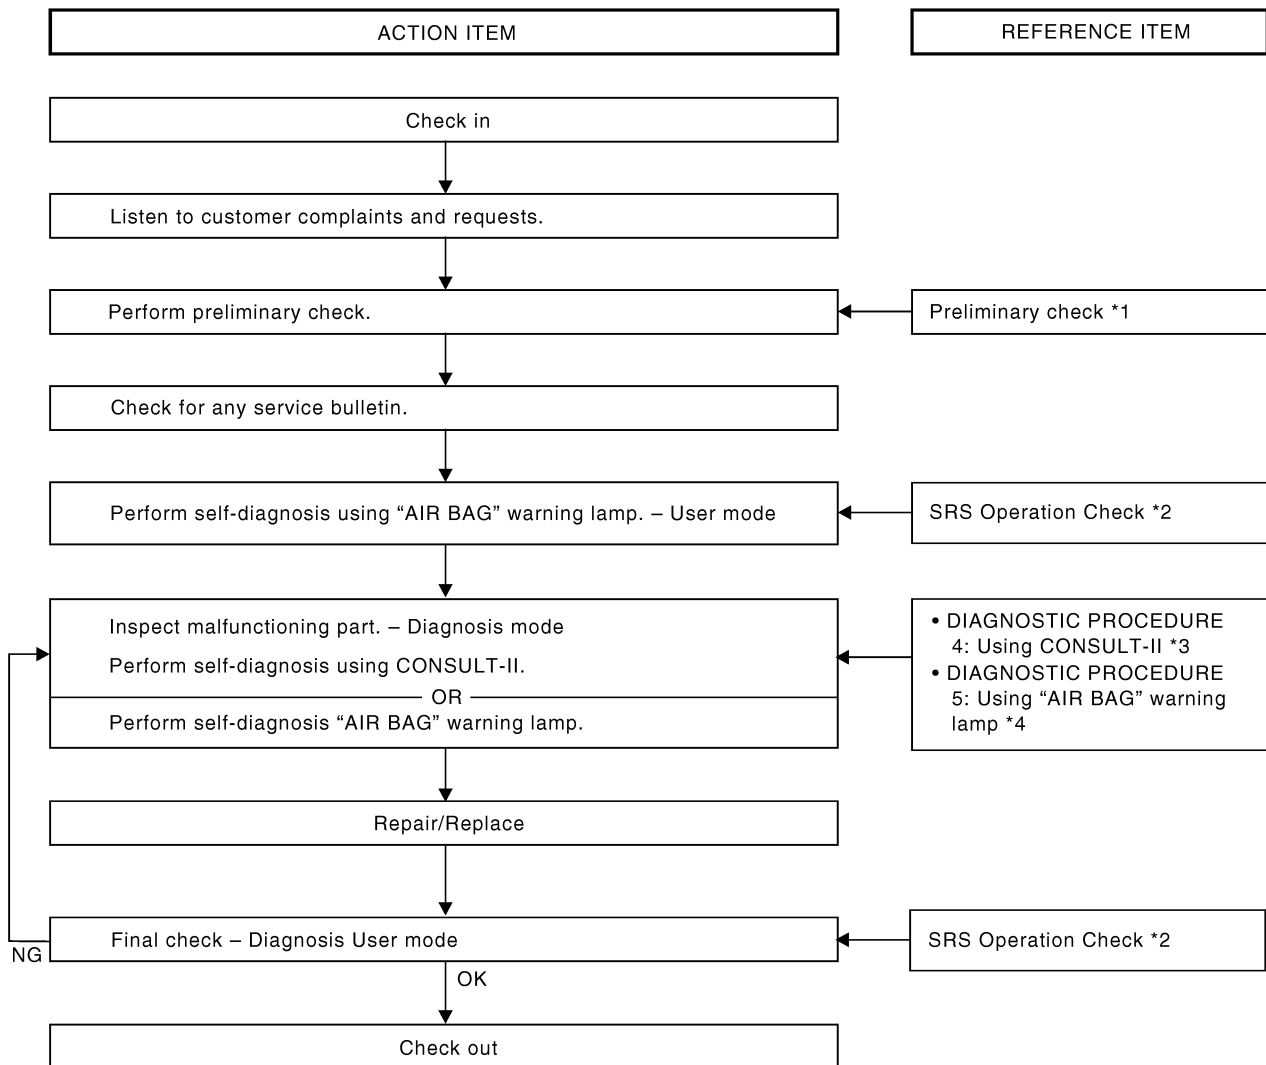 ACTION ITEM
REFERENCE ITEM
Check in
Listen to customer complaints and requests.
Perform preliminary check.
Preliminary check *1
Check for any service bulletin.
Perform self-diagnosis using “AIR BAG” warning lamp. – User mode
SRS Operation Check *2
Inspect malfunctioning part. – Diagnosis mode
Perform self-diagnosis using CONSULT-II.
OR
Perform self-diagnosis “AIR BAG” warning lamp.
• DIAGNOSTIC PROCEDURE
4: Using CONSULT-II *3
• DIAGNOSTIC PROCEDURE
5: Using “AIR BAG” warning
lamp *4
Repair/Replace
Final check – Diagnosis User mode
SRS Operation Check *2
NG
OK
Check out